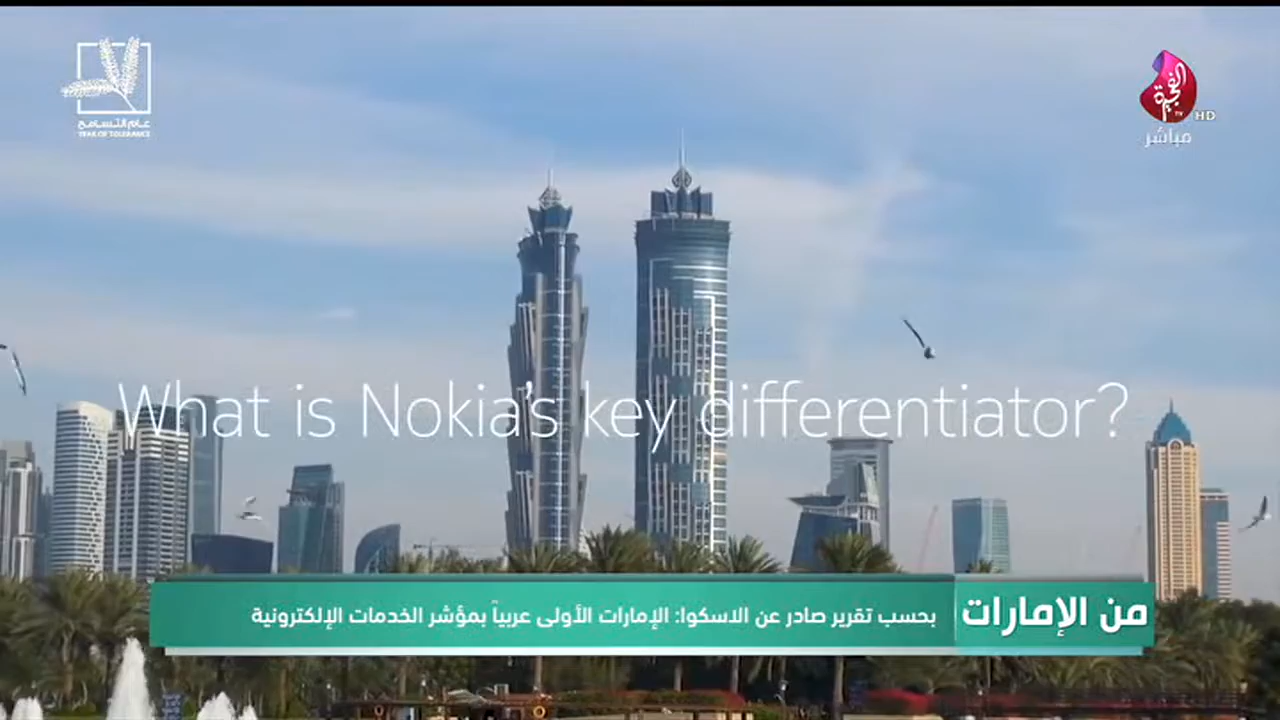 عام التسامح
YEAR OF TOLERANCE
الفجيرة
TV
HD
مباشر
What is Nokia's key differentiator?
من الإمارات
بحسب تقرير صادر عن الاسكوا: الإمارات الأولى عربياً بمؤشر الخدمات الإلكترونية